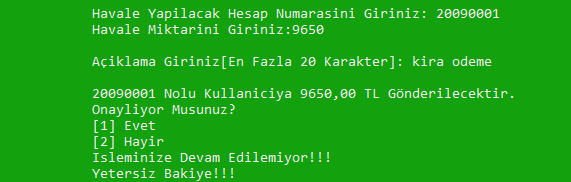 Havale Yapilacak Hesap Numarasini Giriniz: 20090001
Havale Miktarini Giriniz:9650
Açiklama Giriniz[En Fazla 20 Karakter]: kira odeme
20090001 Nolu Kullaniciya 9650,00 TL Gönderilecektir.
Onayliyor Musunuz?
[1] Evet
[2] Hayir
Isleminize Devam Edilemiyor!!!
Yetersiz Bakiye!!!